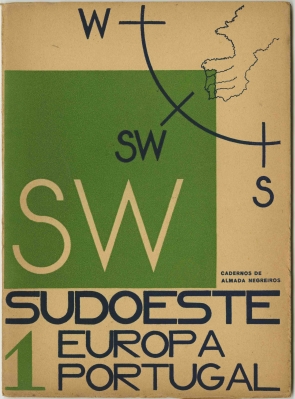 W
SW
S
SW
CADERNOS DE
ALMADA NEGREIROS
SUDOESTE
1 EUROPA
PORTUGAL